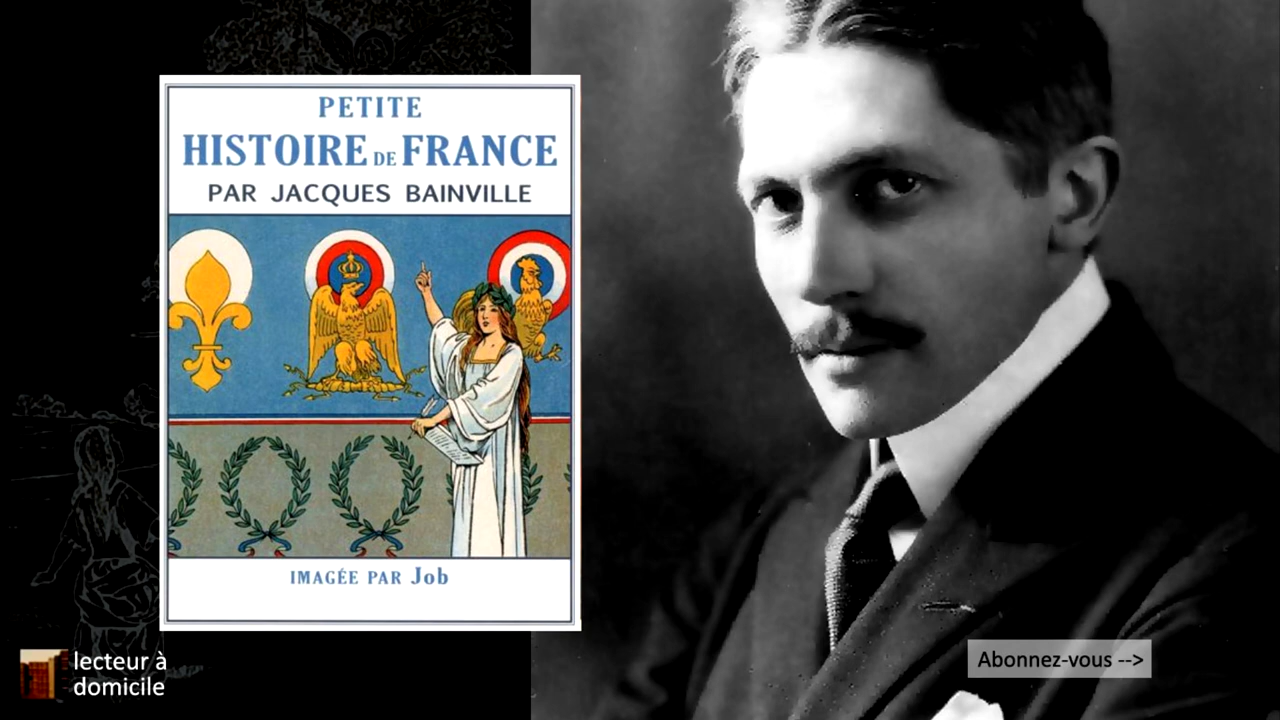 PETITE
HISTOIRE DE FRANCE
PAR JACQUES BAINVILLE
IMAGÉE PAR Job
lecteur à
domicile
Abonnez-vous -->